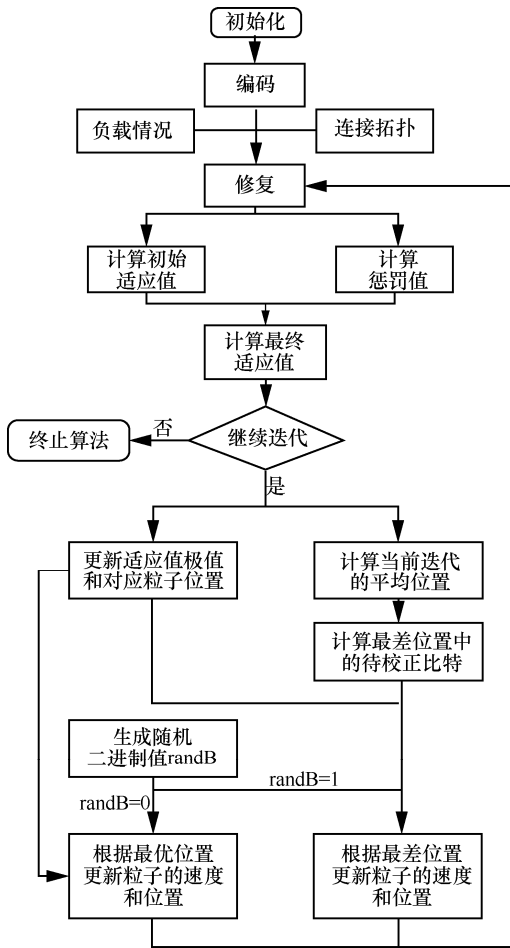 初始化
编码
负载情况
连接拓扑
修复
计算初始
适应值
计算
惩罚值
计算最终
适应值
继续迭代
否
终止算法
是
更新适应值极值
和对应粒子位置
计算当前迭代
的平均位置
计算最差位置中
的待校正比特
生成随机
二进制值randB
randB=1
randB=0
根据最优位置
更新粒子的速度
和位置
根据最差位置
更新粒子的速度
和位置